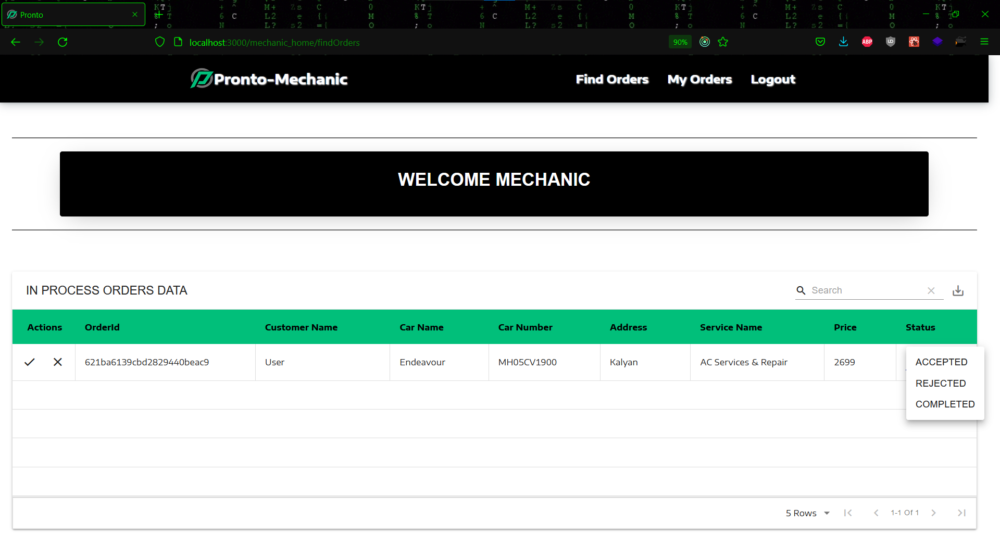 Pronto
localhost:3000/mechanic_home/findOrders
90%
ABP
Pronto-Mechanic
Find Orders
My Orders
Logout
WELCOME MECHANIC
IN PROCESS ORDERS DATA
Search
Actions OrderId Customer Name Car Name Car Number Address Service Name Price Status
621ba6139cbd2829440beac9 User Endeavour MH05CV1900 Kalyan AC Services & Repair 2699
ACCEPTED
REJECTED
COMPLETED
5 Rows
1-1 Of 1